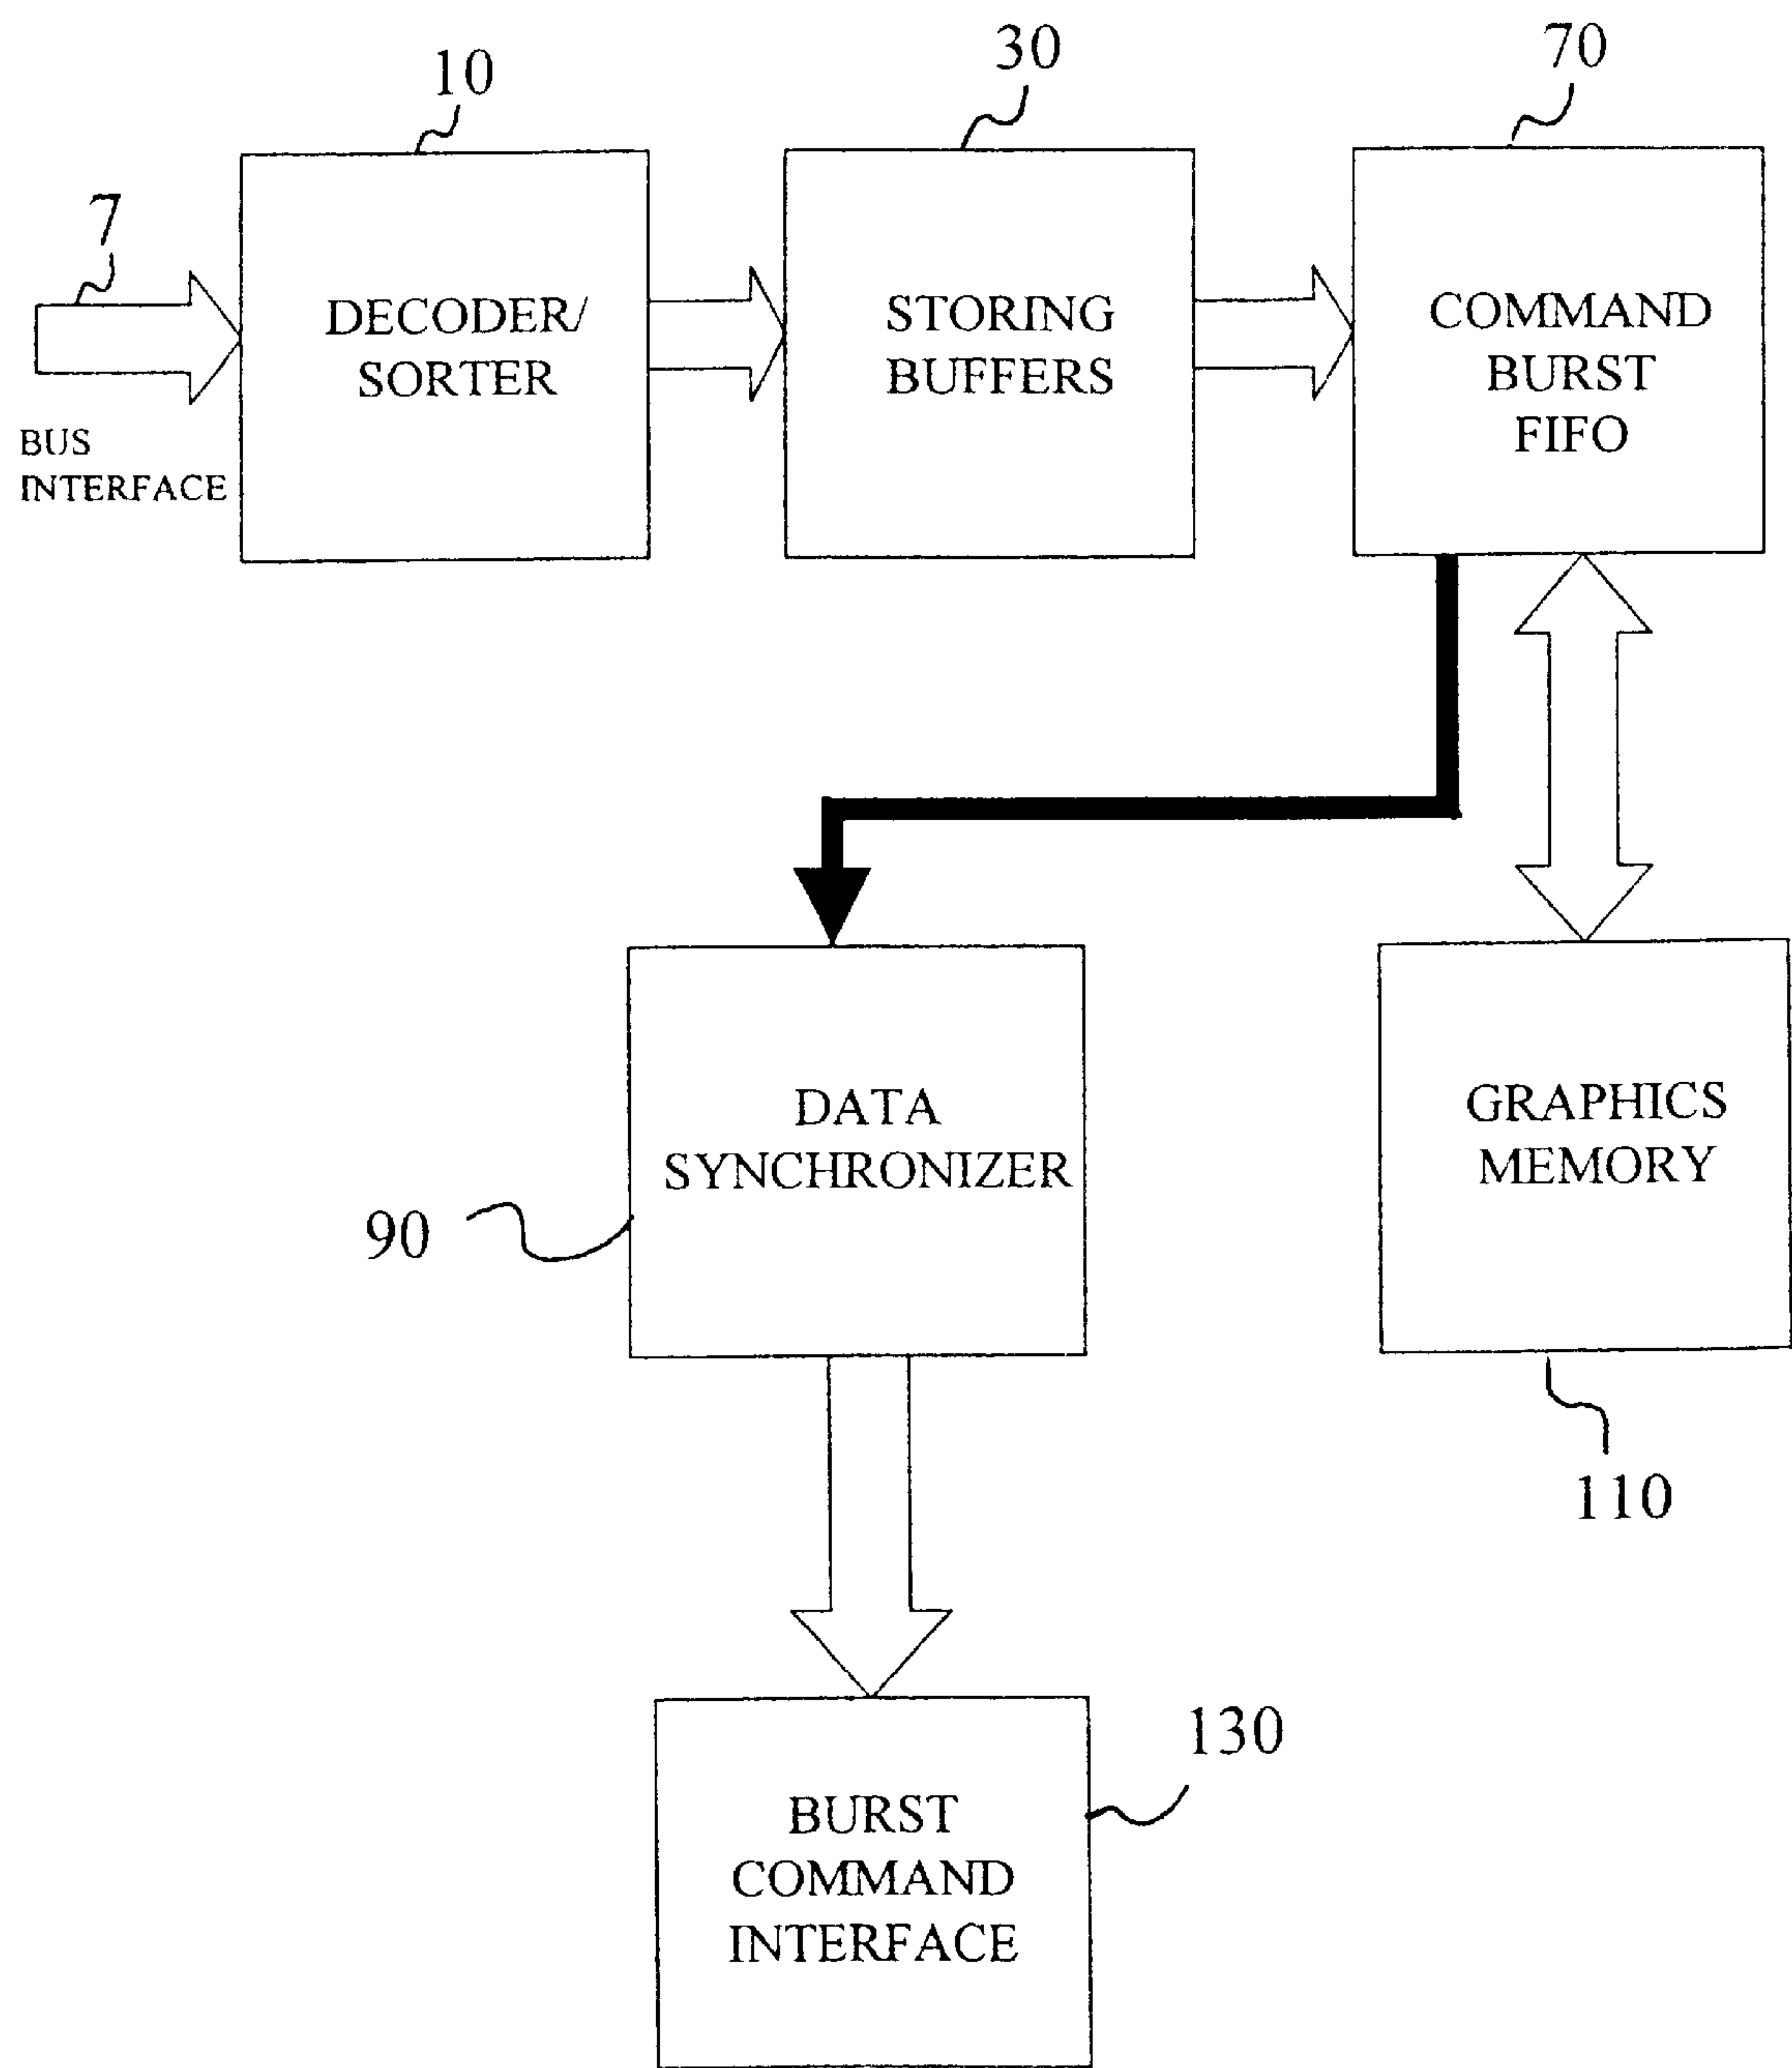 10
30
70
7
DECODER/
SORTER
STORING
BUFFERS
COMMAND
BURST
FIFO
BUS
INTERFACE
DATA
SYNCHRONIZER
90
GRAPHICS
MEMORY
110
130
BURST
COMMAND
INTERFACE